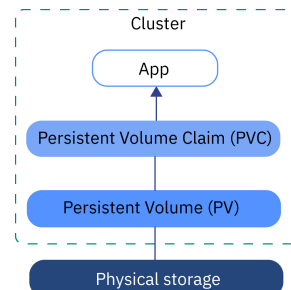 Cluster
App
Persistent Volume Claim (PVC)
Persistent Volume (PV)
Physical storage